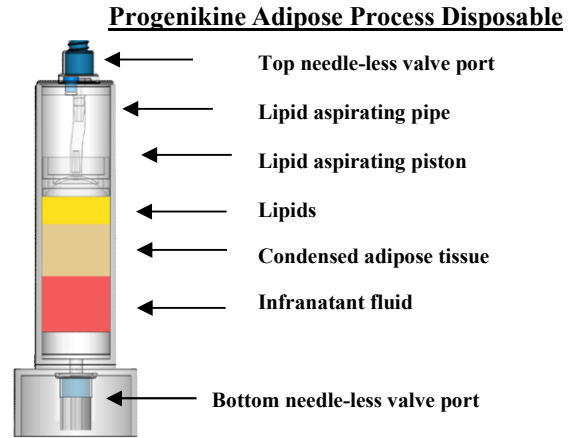 Progenikine Adipose Process Disposable
Top needle-less valve port
Lipid aspirating pipe
Lipid aspirating piston
Lipids
Condensed adipose tissue
Infranatant fluid
Bottom needle-less valve port